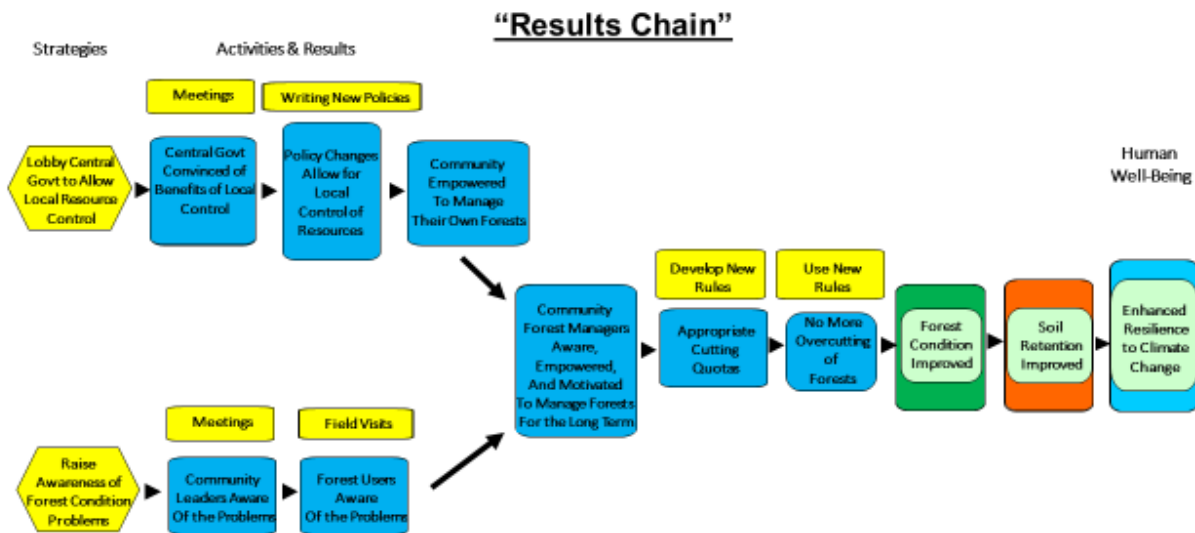 “Results Chain”
Strategies
Activities & Results
Meetings
Writing New Policies
Lobby Central
Govt to Allow
Local Resource
Control
Central Govt
Convinced of
Benefits of Local
Control
Policy Changes
Allow for
Local
Control of
Resources
Community
Empowered
To Manage
Their Own Forests
Human
Well-Being
Community
Forest Managers
Aware,
Empowered,
And Motivated
To Manage Forests
For the Long Term
Develop New
Rules
Use New
Rules
Appropriate
Cutting
Quotas
No More
Overcutting of
Forests
Forest
Condition
Improved
Soil
Retention
Improved
Enhanced
Resilience
to Climate
Change
Meetings
Field Visits
Raise
Awareness of
Forest Condition
Problems
Community
Leaders Aware
Of the Problems
Forest Users
Aware
Of the Problems